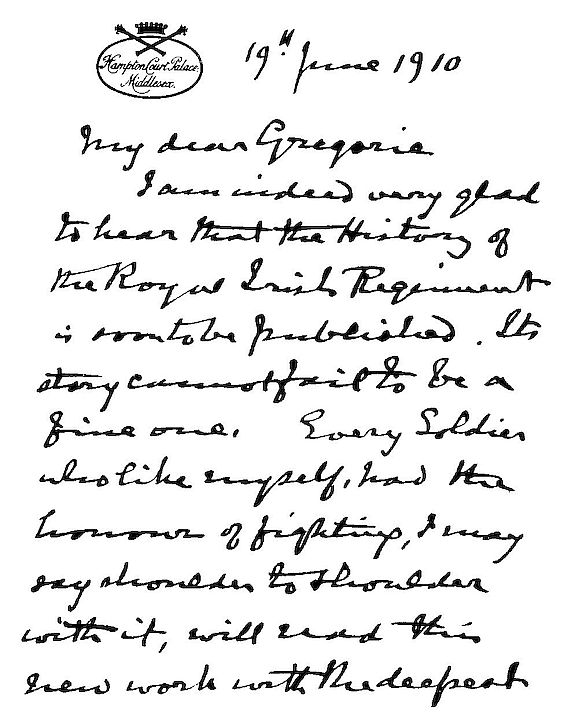 Hampton Court Palace,
Middlesex.
19th June 1910
My dear Gregorie
I am indeed very glad
to hear that the History of
the Royal Irish Regiment
is soon to be published. Its
story cannot fail to be a
fine one. Every Soldier
who like myself, had the
honour of fighting, I may
say shoulder to shoulder
with it, will read this
new work with the deepest